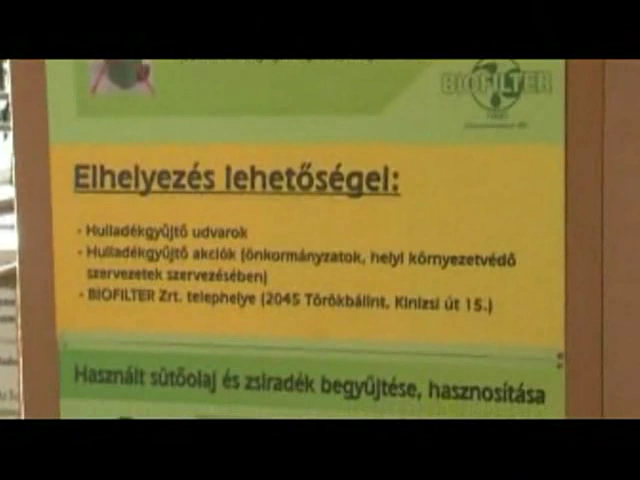 BIOFILTER
Elhelyezés lehetőségei:
- Hulladékgyűjtő udvarok
- Hulladékgyűjtő akciók (önkormányzatok, helyi környezetvédő
szervezetek szervezésében)
- BIOFILTER Zrt. telephelye (2045 Törökbálint, Kinizsi út 15.)
Használt sütőolaj és zsiradék begyűjtése, hasznosítása